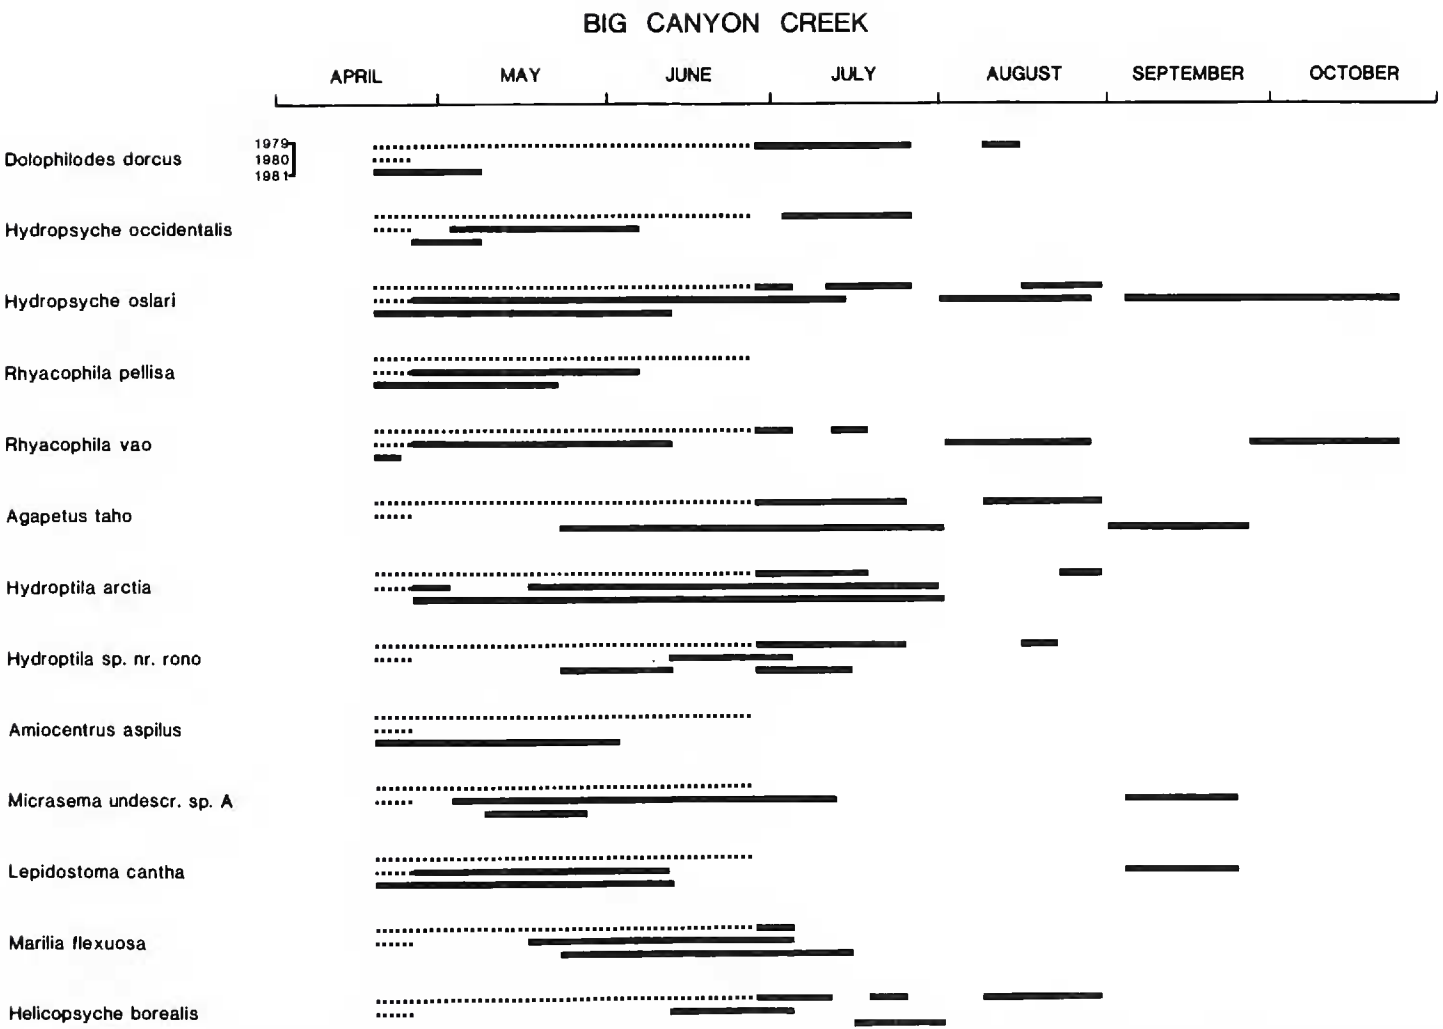 BIG CANYON CREEK
APRIL MAY JUNE JULY AUGUST SEPTEMBER OCTOBER
1979
Dolophilodes dorcus 1980
1981
Hydropsyche occidentalis
Hydropsyche oslari
Rhyacophila pellisa
Rhyacophila vao
Agapetus taho
Hydroptila arctia
Hydroptila sp. nr. rono
Amiocentrus aspilus
Micrasema undescr. sp. A
Lepidostoma cantha
Marilia flexuosa
Helicopsyche borealis